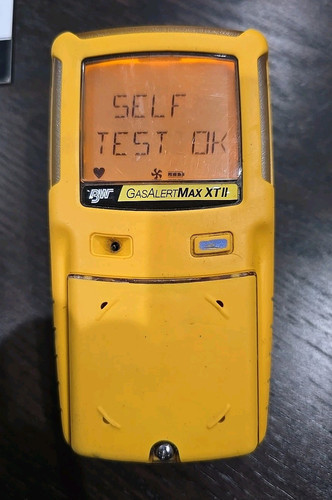 SELF
TEST OK
BW GASALERTMAX XT II